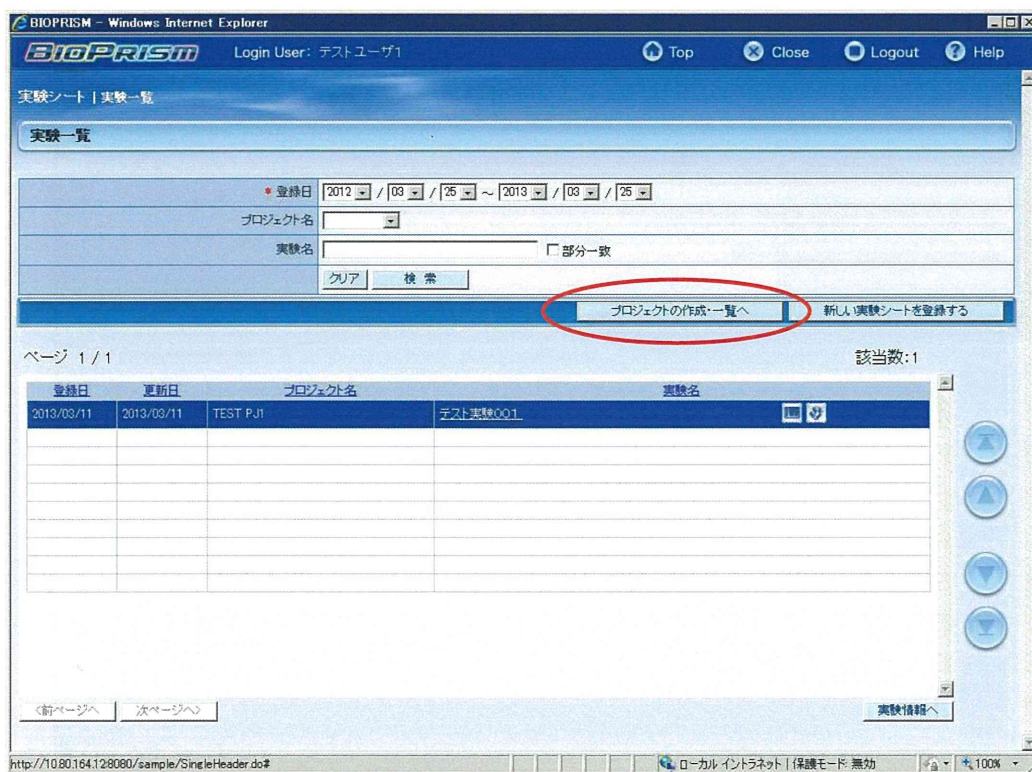 BIOPRISM - Windows Internet Explorer
BIOPRISM Login User: テストユーザ1 Top Close Logout Help
実験シート | 実験一覧
実験一覧
* 登録日 2012 / 03 / 25 ～ 2013 / 03 / 25
プロジェクト名
実験名 部分一致
クリア 検 索
プロジェクトの作成・一覧へ 新しい実験シートを登録する
ページ 1 / 1 該当数:1
登録日 更新日 プロジェクト名 実験名
2013/03/11 2013/03/11 TEST PJ1 テスト実験001
<前ページへ 次ページへ> 実験情報へ
http://10.80.164.12:8080/sample/SingleHeader.do# ローカル イントラネット | 保護モード: 無効 100%